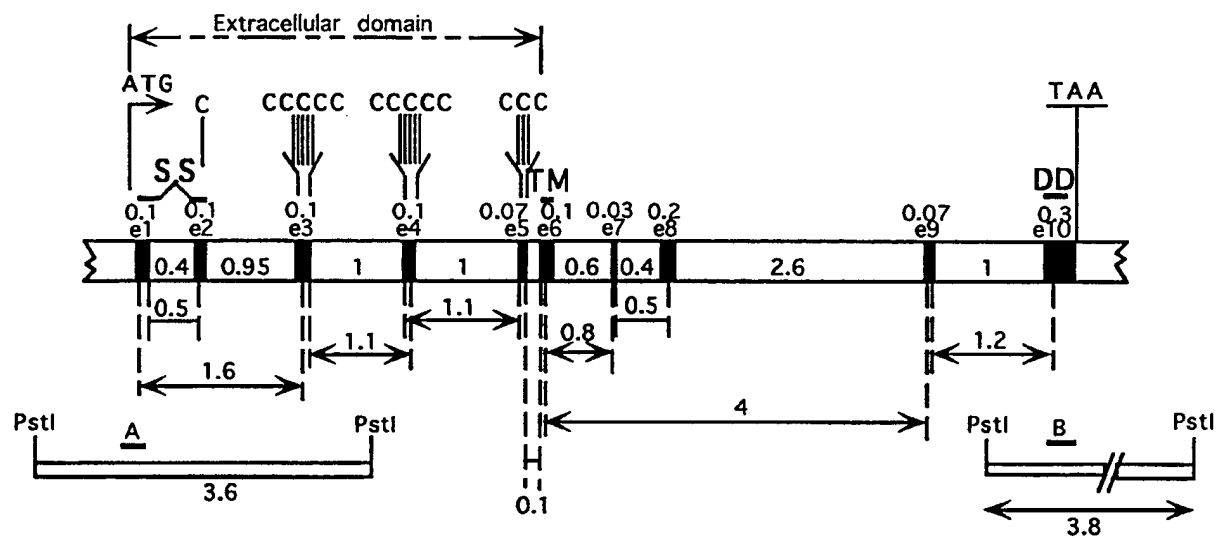 Extracellular domain
ATG C CCCCC CCCCC CCC TAA
SS TM DD
0.1 0.1 0.1 0.1 0.07 0.1 0.03 0.2 0.07 0.3
e1 e2 e3 e4 e5 e6 e7 e8 e9 e10
0.4 0.95 1 1 0.6 0.4 2.6 1
0.5 1.1 0.5
1.1 0.8 1.2
1.6
4
PstI A PstI PstI B PstI
3.6
0.1
3.8